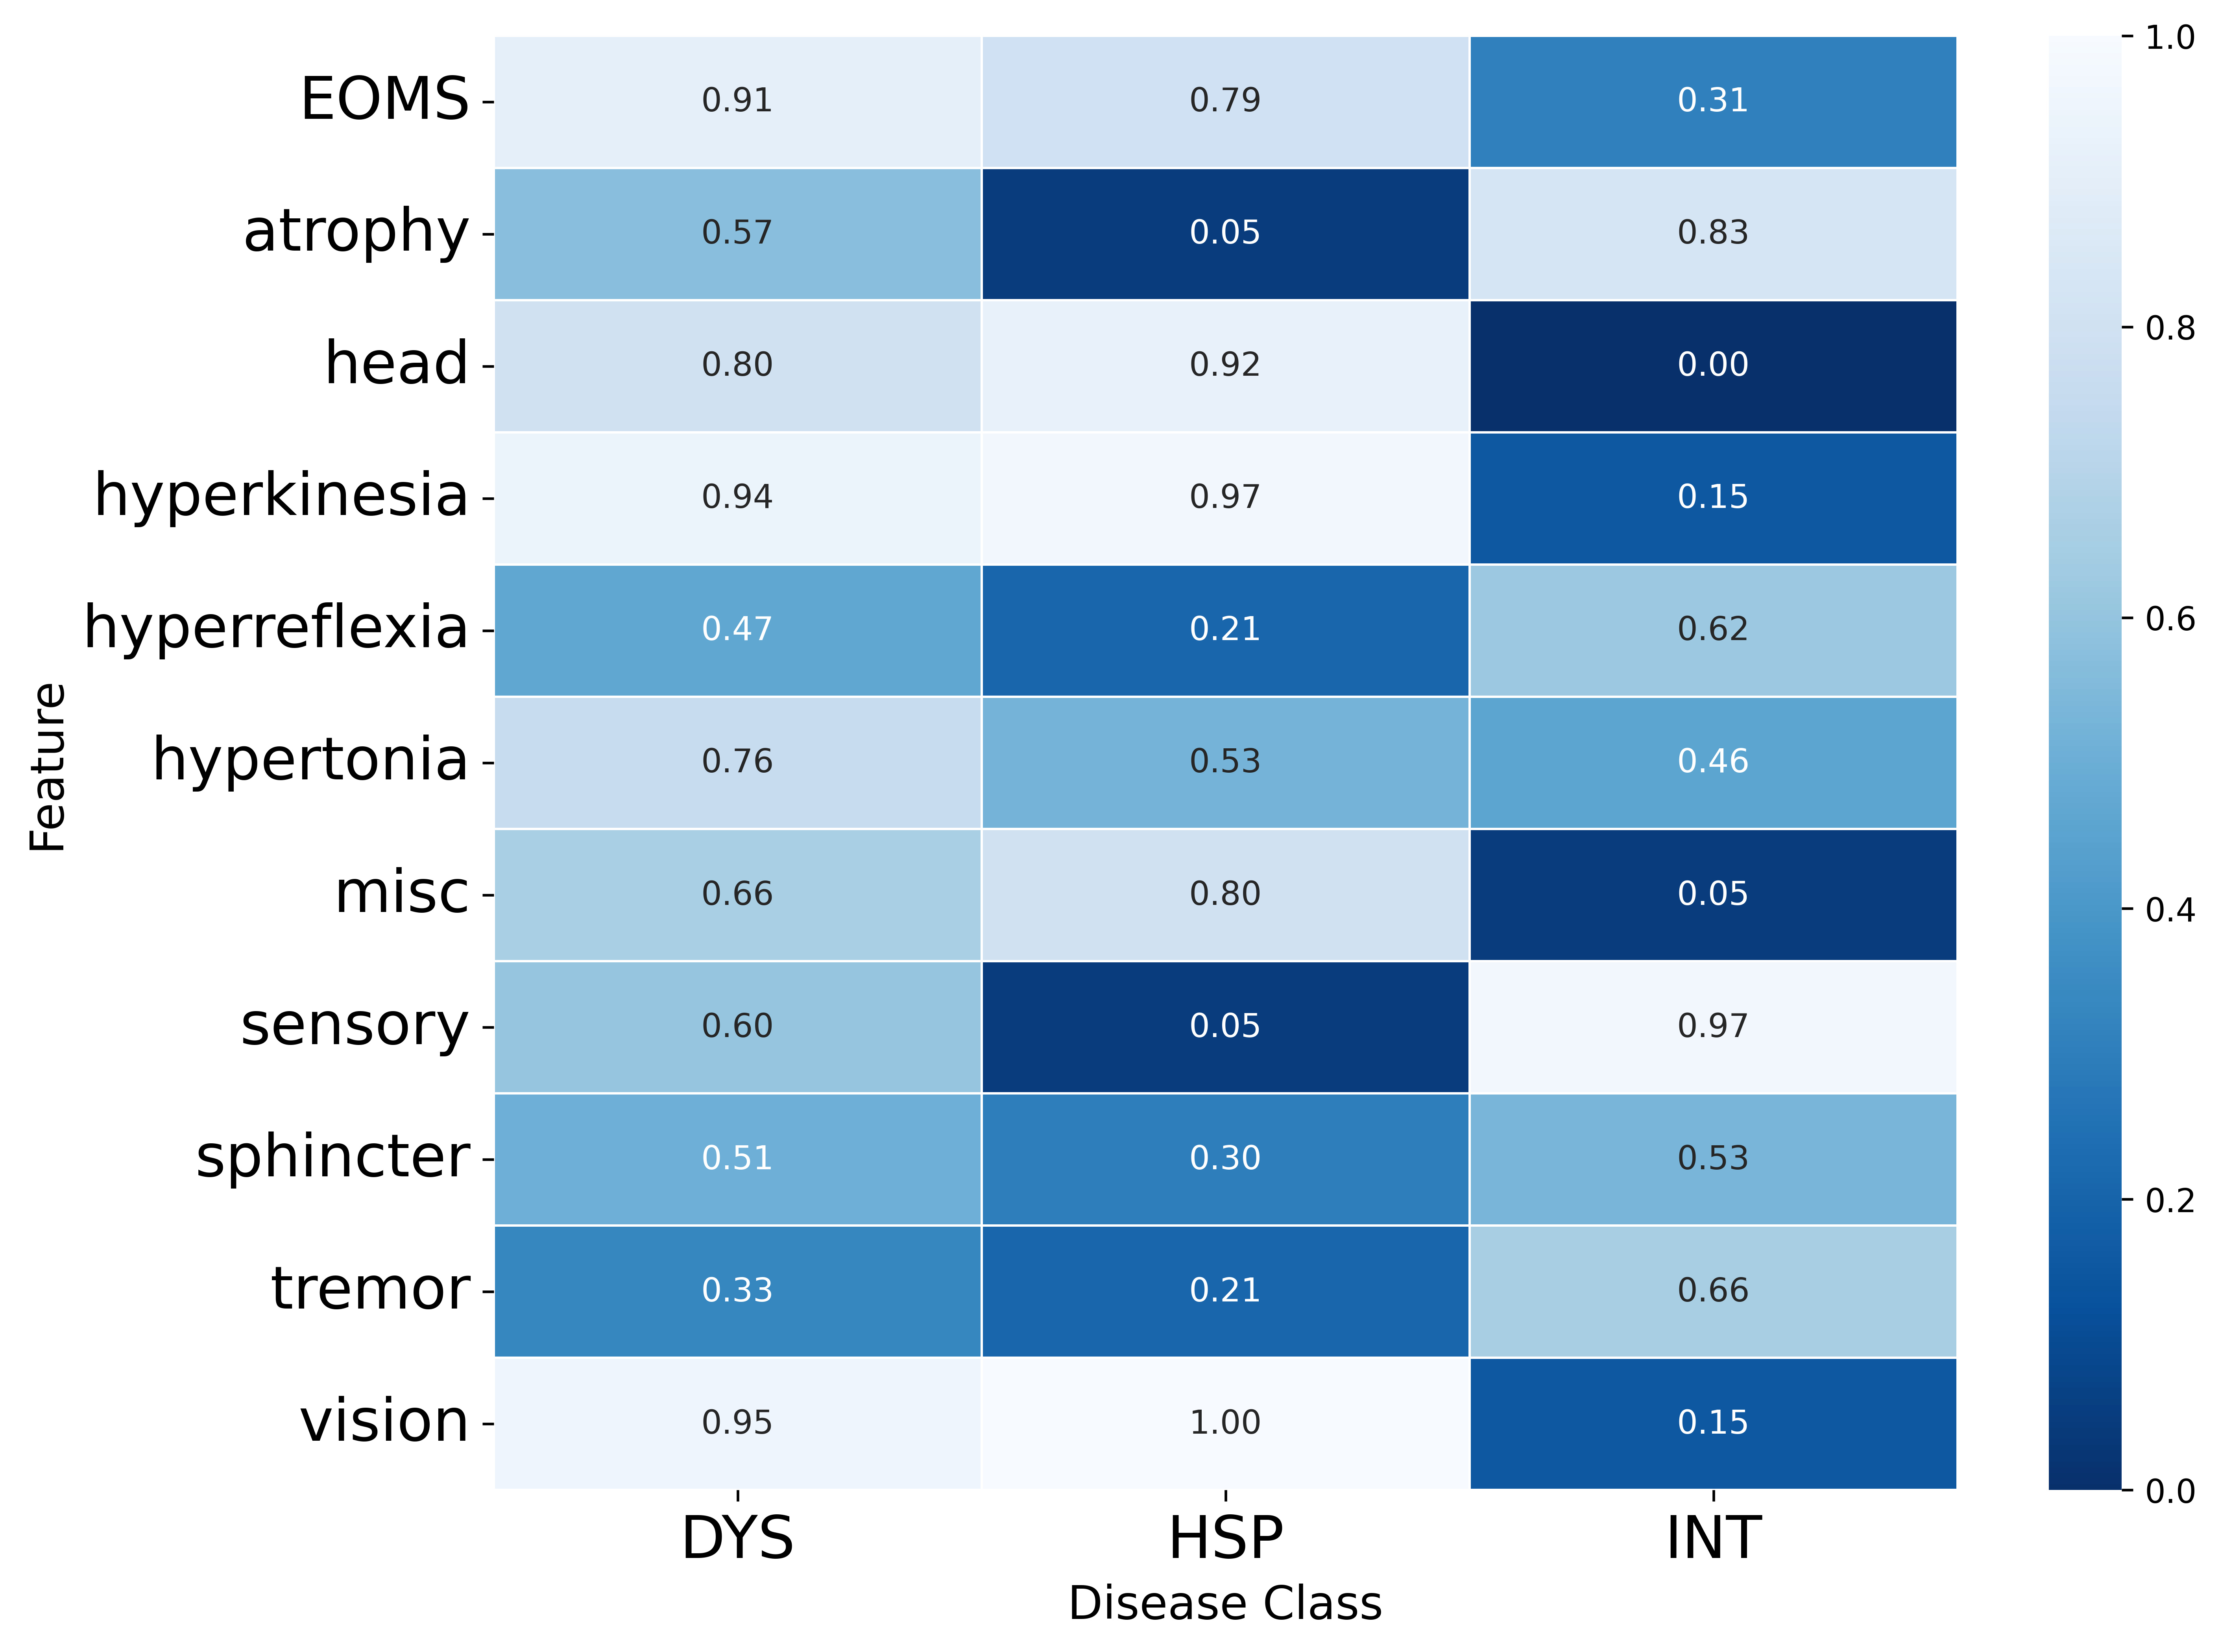 EOMS 0.91 0.79 0.31
atrophy 0.57 0.05 0.83
head 0.80 0.92 0.00
hyperkinesia 0.94 0.97 0.15
hyperreflexia 0.47 0.21 0.62
hypertonia 0.76 0.53 0.46
misc 0.66 0.80 0.05
sensory 0.60 0.05 0.97
sphincter 0.51 0.30 0.53
tremor 0.33 0.21 0.66
vision 0.95 1.00 0.15
DYS HSP INT
Disease Class
Feature
1.0
0.8
0.6
0.4
0.2
0.0